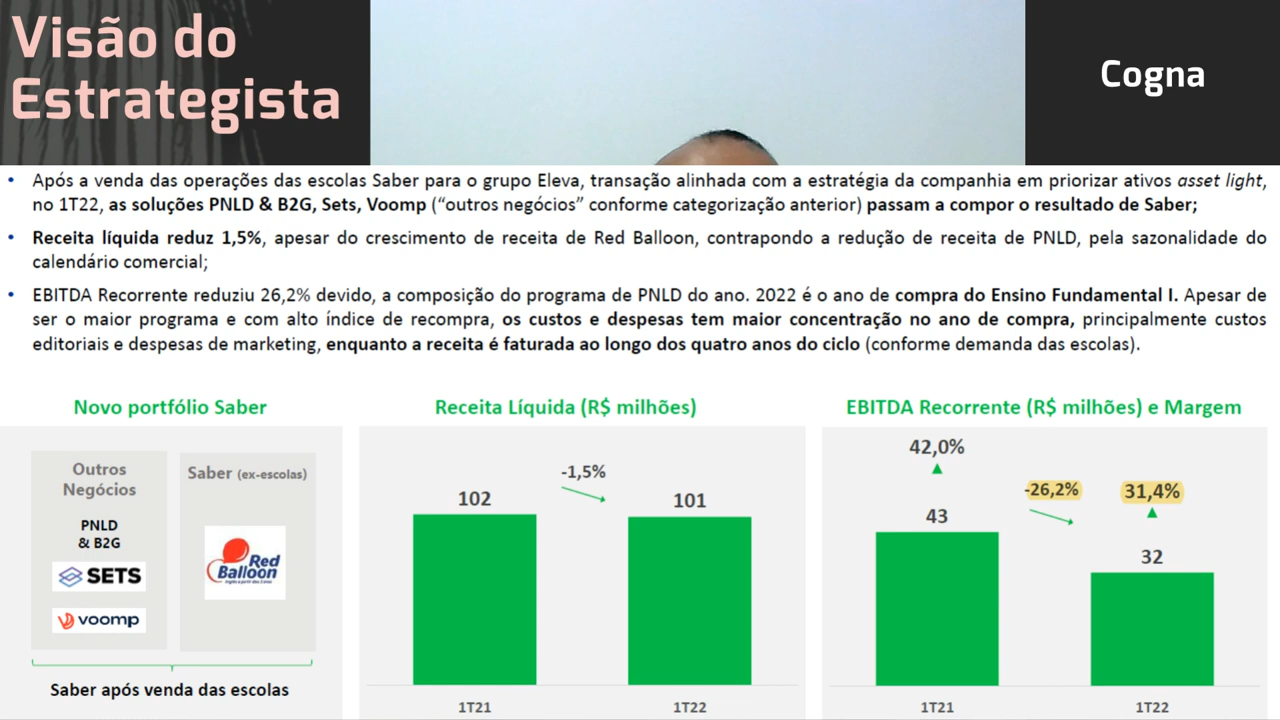 Visão do
Estrategista
Cogna
• Após a venda das operações das escolas Saber para o grupo Eleva, transação alinhada com a estratégia da companhia em priorizar ativos asset light,
no 1T22, as soluções PNLD & B2G, Sets, Voomp (“outros negócios” conforme categorização anterior) passam a compor o resultado de Saber;
• Receita líquida reduz 1,5%, apesar do crescimento de receita de Red Balloon, contrapondo a redução de receita de PNLD, pela sazonalidade do
calendário comercial;
• EBITDA Recorrente reduziu 26,2% devido, a composição do programa de PNLD do ano. 2022 é o ano de compra do Ensino Fundamental I. Apesar de
ser o maior programa e com alto índice de recompra, os custos e despesas tem maior concentração no ano de compra, principalmente custos
editoriais e despesas de marketing, enquanto a receita é faturada ao longo dos quatro anos do ciclo (conforme demanda das escolas).
Novo portfólio Saber
Outros
Negócios
PNLD
& B2G
SETS
voomp
Saber (ex-escolas)
Red
Balloon
Inglês a partir dos 3 anos
Saber após venda das escolas
Receita Líquida (R$ milhões)
-1,5%
102
101
1T21
1T22
EBITDA Recorrente (R$ milhões) e Margem
42,0%
-26,2%
31,4%
43
32
1T21
1T22